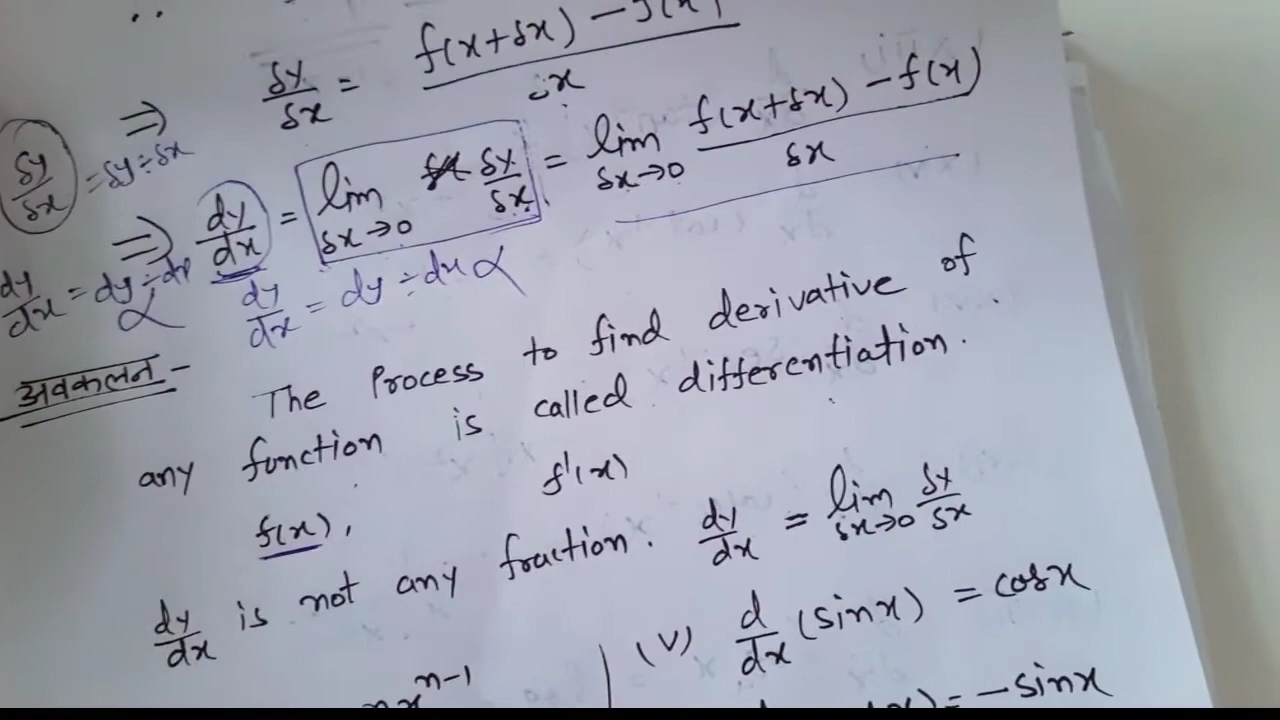 ⇒ δy/δx = f(x+δx) − f(x) / δx
δy/δx = δy÷δx
⇒ dy/dx = lim δx→0 δy/δx = lim δx→0 f(x+δx) − f(x) / δx
dy/dx = dy÷dx
dy/dx = dy÷dx
अवकलन – The Process to find derivative of
any function is called differentiation.
f(x), f'(x)
dy/dx is not any fraction. dy/dx = lim δx→0 δy/δx
(V) d/dx (sinx) = cosx
nx^n-1
= −sinx